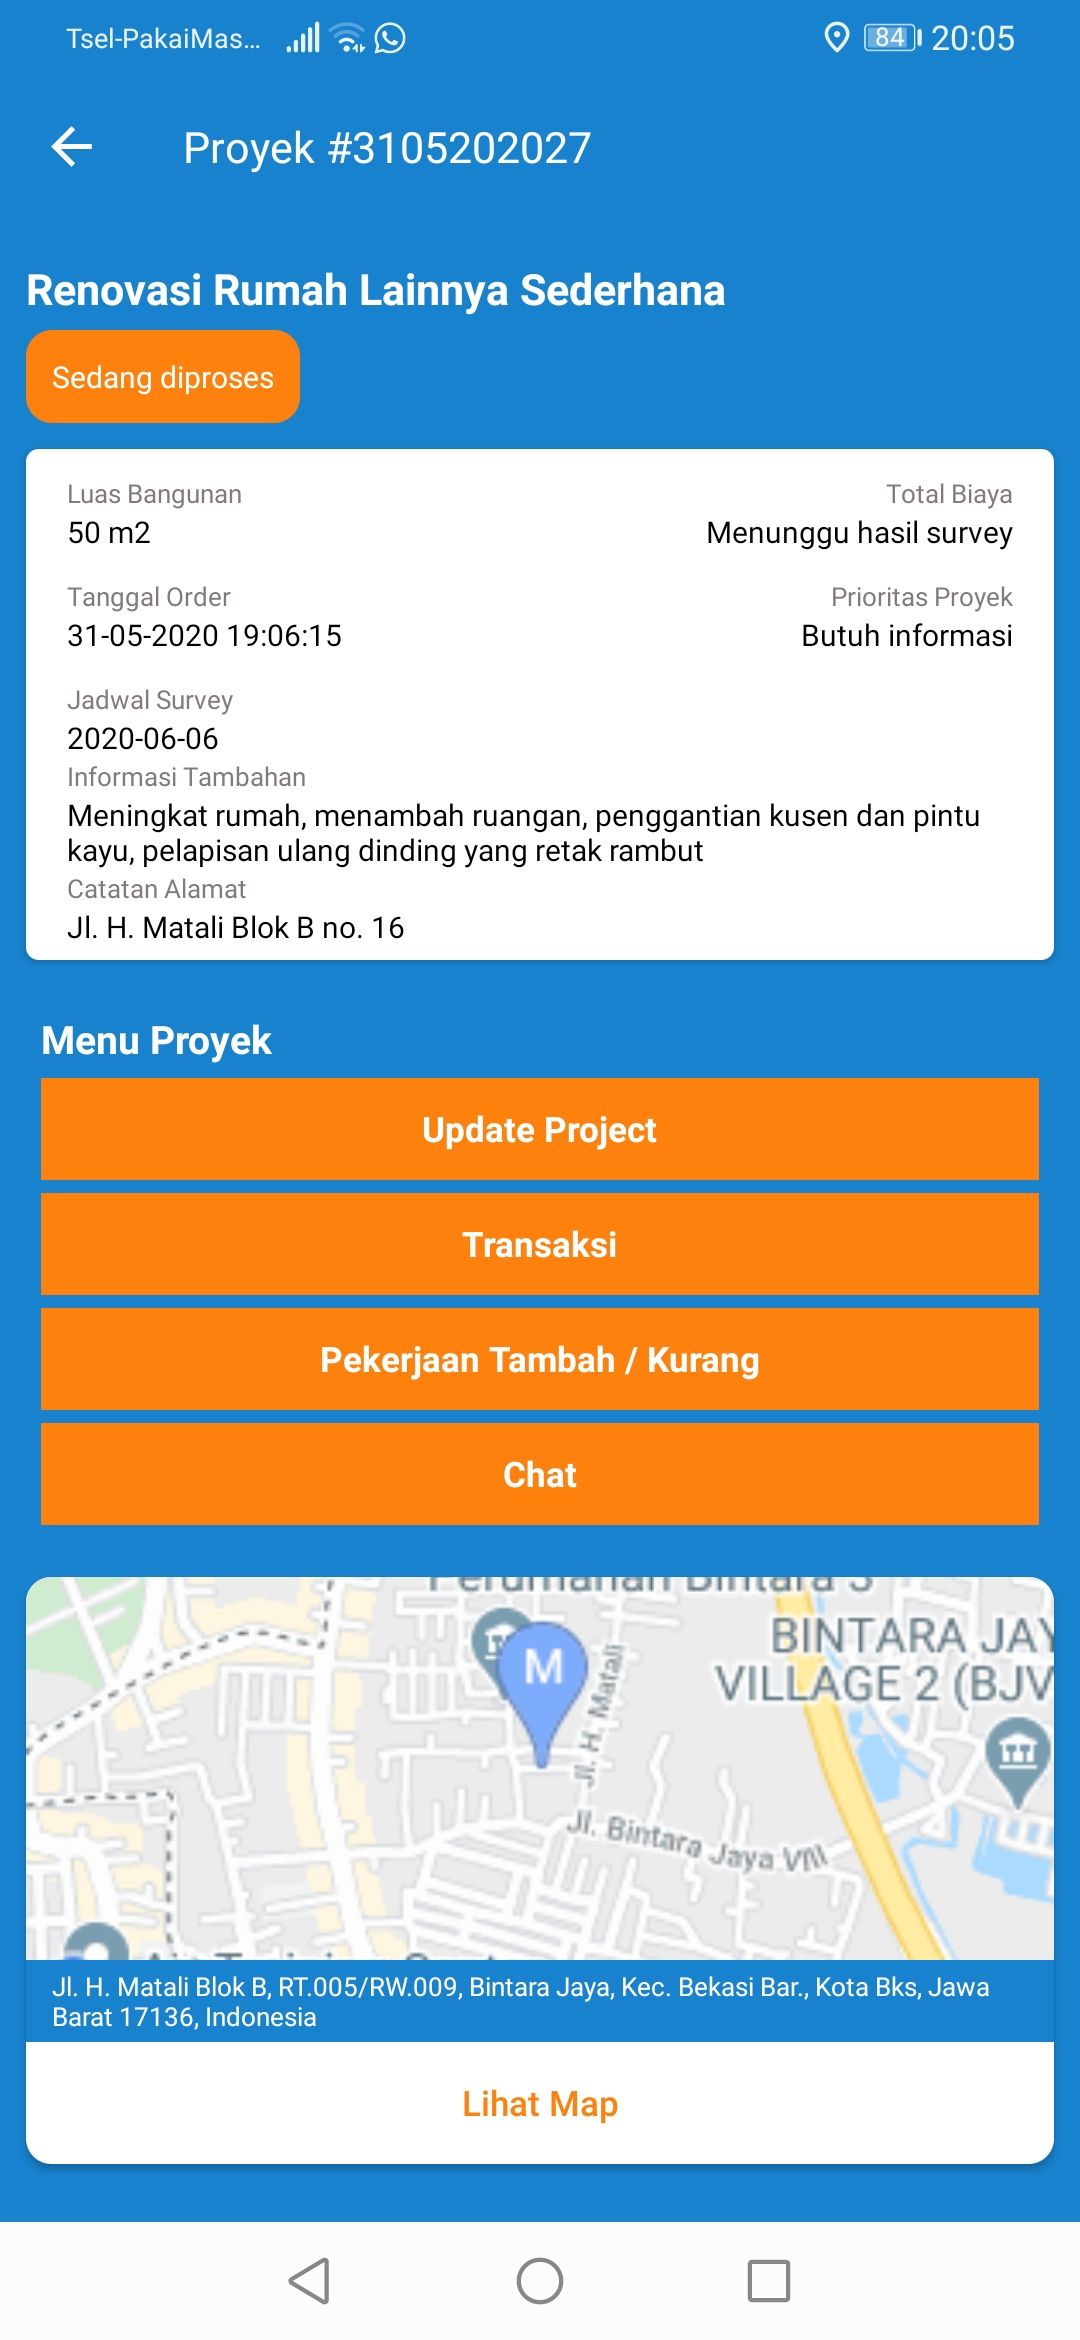 Tsel-PakaiMas... 84 20:05
Proyek #3105202027
Renovasi Rumah Lainnya Sederhana
Sedang diproses
Luas Bangunan Total Biaya
50 m2 Menunggu hasil survey
Tanggal Order Prioritas Proyek
31-05-2020 19:06:15 Butuh informasi
Jadwal Survey
2020-06-06
Informasi Tambahan
Meningkat rumah, menambah ruangan, penggantian kusen dan pintu
kayu, pelapisan ulang dinding yang retak rambut
Catatan Alamat
Jl. H. Matali Blok B no. 16
Menu Proyek
Update Project
Transaksi
Pekerjaan Tambah / Kurang
Chat
Perumahan Bintara 3
BINTARA JAY
VILLAGE 2 (BJV
M
Jl. H. Matali
Jl. Bintara Jaya VIII
Jl. H. Matali Blok B, RT.005/RW.009, Bintara Jaya, Kec. Bekasi Bar., Kota Bks, Jawa
Barat 17136, Indonesia
Lihat Map